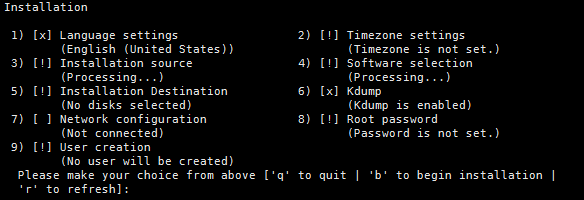 Installation
1) [x] Language settings 2) [!] Timezone settings
(English (United States)) (Timezone is not set.)
3) [!] Installation source 4) [!] Software selection
(Processing...) (Processing...)
5) [!] Installation Destination 6) [x] Kdump
(No disks selected) (Kdump is enabled)
7) [ ] Network configuration 8) [!] Root password
(Not connected) (Password is not set.)
9) [!] User creation
(No user will be created)
Please make your choice from above ['q' to quit | 'b' to begin installation |
'r' to refresh]: